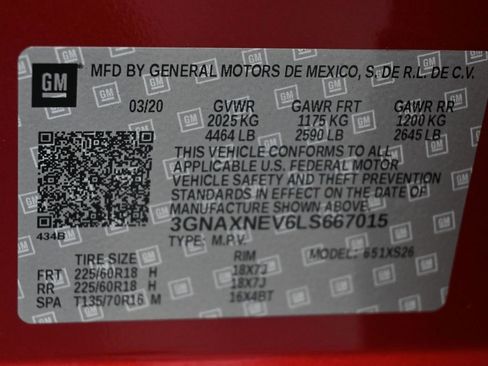 GM MFD BY GENERAL MOTORS DE MEXICO, S. DE R.L. DE C.V.
03/20 GVWR GAWR FRT GAWR RR
2025 KG 1175 KG 1200 KG
4464 LB 2590 LB 2645 LB
THIS VEHICLE CONFORMS TO ALL
APPLICABLE U.S. FEDERAL MOTOR
VEHICLE SAFETY AND THEFT PREVENTION
STANDARDS IN EFFECT ON THE DATE OF
MANUFACTURE SHOWN ABOVE.
434B 3GNAXNEV6LS667015
TYPE: M.P.V. MODEL: 651XS26
TIRE SIZE RIM
FRT 225/60R18 H 18X7J
RR 225/60R18 H 18X7J
SPA T135/70R16 M 16X4BT